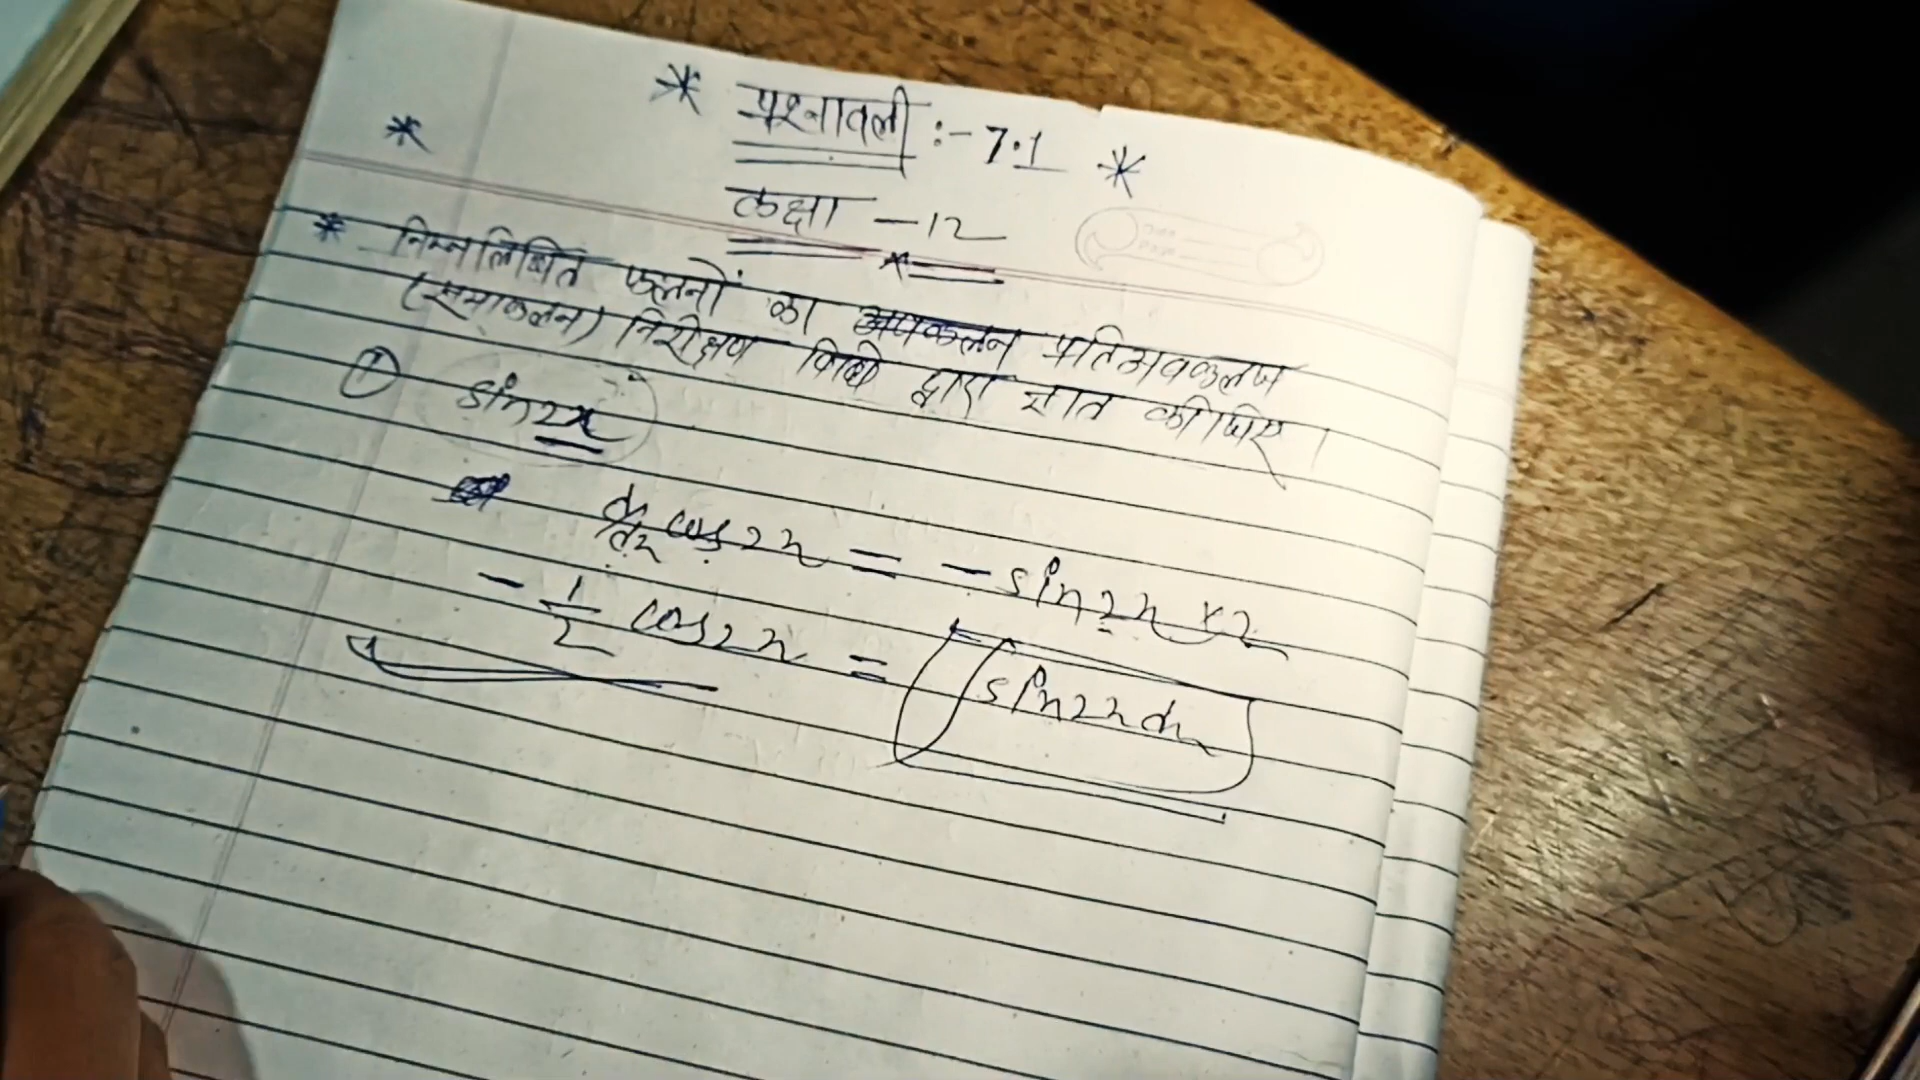 * प्रश्नावली :- 7.1 *
*
कक्षा - 12
* निम्नलिखित फलनों का प्रतिअवकलज
(समाकलन) निरीक्षण विधि द्वारा ज्ञात कीजिए।
① sin2x
d/dx cos2x = - sin2x × 2
- 1/2 cos2x = ∫ sin2x dx